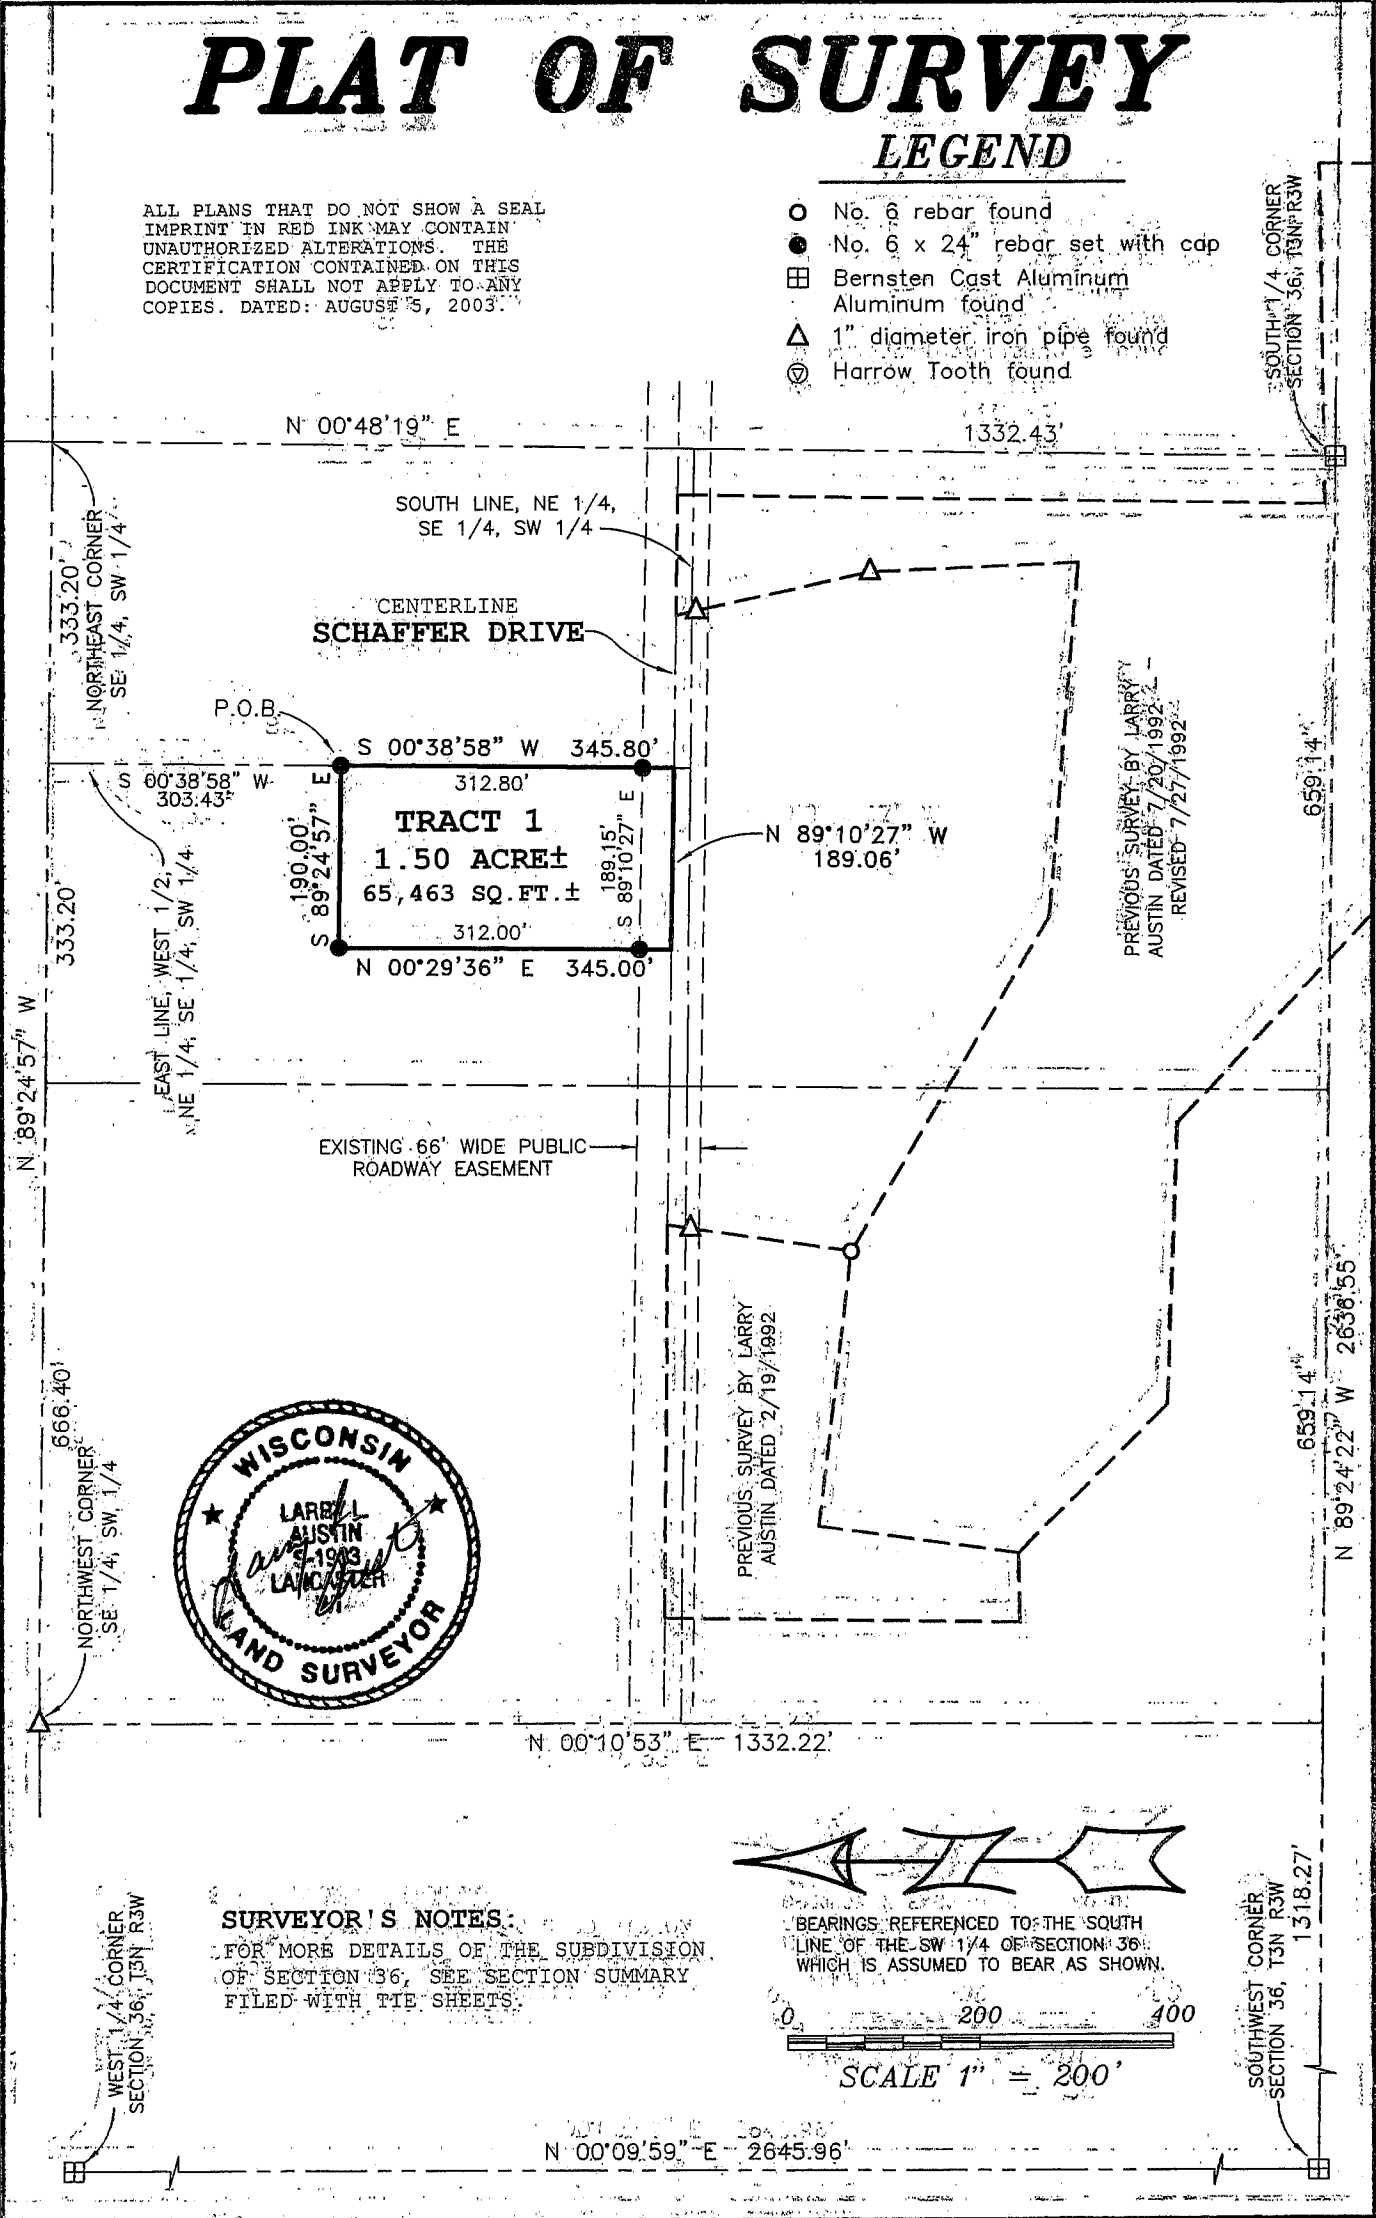 PLAT OF SURVEY
LEGEND
No. 6 rebar found
No. 6 x 24" rebar set with cap
Bernsten Cast Aluminum
Aluminum found
1" diameter iron pipe found
Harrow Tooth found
ALL PLANS THAT DO NOT SHOW A SEAL
IMPRINT IN RED INK MAY CONTAIN
UNAUTHORIZED ALTERATIONS. THE
CERTIFICATION CONTAINED ON THIS
DOCUMENT SHALL NOT APPLY TO ANY
COPIES. DATED: AUGUST 5, 2003.
SOUTH 1/4 CORNER
SECTION 36, T3N R3W
N 00°48'19" E
1332.43'
SOUTH LINE, NE 1/4,
SE 1/4, SW 1/4
333.20'
NORTHEAST CORNER
SE 1/4, SW 1/4
CENTERLINE
SCHAFFER DRIVE
P.O.B.
S 00°38'58" W 345.80'
312.80'
S 00°38'58" W
303.43'
190.00'
S 89°24'57" E
TRACT 1
1.50 ACRE±
65,463 SQ.FT.±
189.15'
S 89°10'27" E
312.00'
N 00°29'36" E 345.00'
N 89°10'27" W
189.06'
PREVIOUS SURVEY BY LARRY
AUSTIN DATED 7/20/1992
REVISED 7/27/1992
659.14'
333.20'
EAST LINE, WEST 1/2,
NE 1/4, SE 1/4, SW 1/4
N 89°24'57" W
EXISTING 66' WIDE PUBLIC
ROADWAY EASEMENT
PREVIOUS SURVEY BY LARRY
AUSTIN DATED 2/19/1992
659.14'
N 89°24'22" W 2636.55'
666.40'
NORTHWEST CORNER
SE 1/4, SW 1/4
WISCONSIN
AUSTIN
LANCASTER
LAND SURVEYOR
N 00°10'53" E 1332.22'
SURVEYOR'S NOTES:
FOR MORE DETAILS OF THE SUBDIVISION
OF SECTION 36, SEE SECTION SUMMARY
FILED WITH TIE SHEETS.
BEARINGS REFERENCED TO THE SOUTH
LINE OF THE SW 1/4 OF SECTION 36
WHICH IS ASSUMED TO BEAR AS SHOWN.
0 200 400
SCALE 1" = 200'
WEST 1/4 CORNER
SECTION 36, T3N R3W
1318.27'
SOUTHWEST CORNER
SECTION 36, T3N R3W
N 00°09'59" E 2645.96'